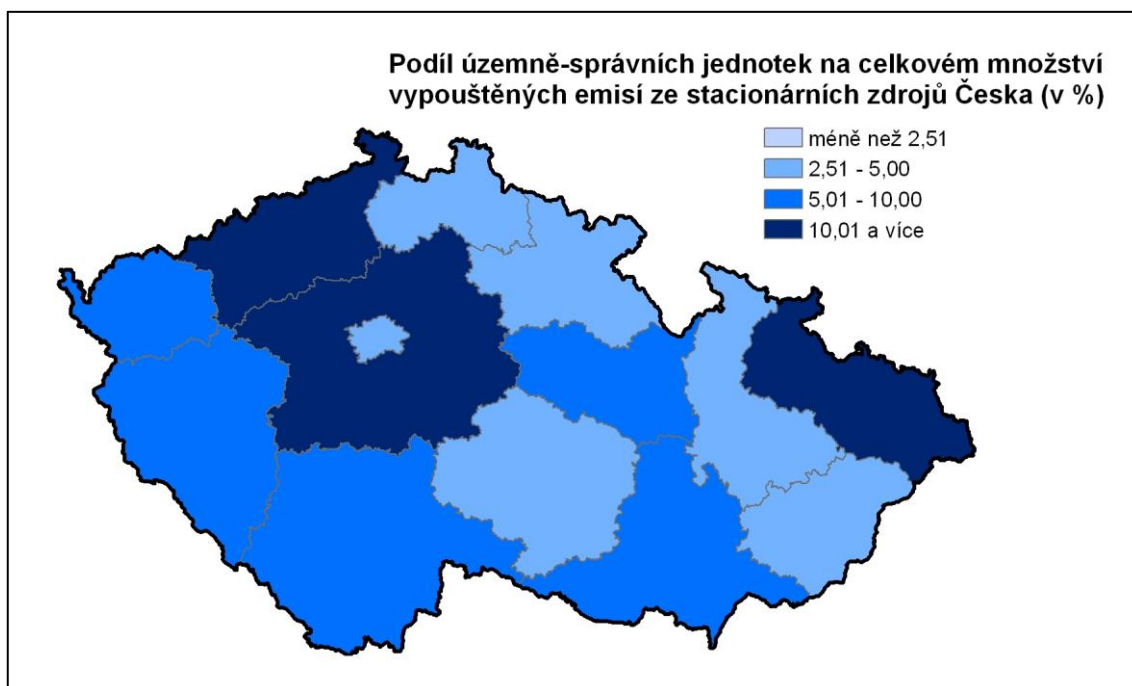 Podíl územně-správních jednotek na celkovém množství
vypouštěných emisí ze stacionárních zdrojů Česka (v %)
méně než 2,51
2,51 - 5,00
5,01 - 10,00
10,01 a více